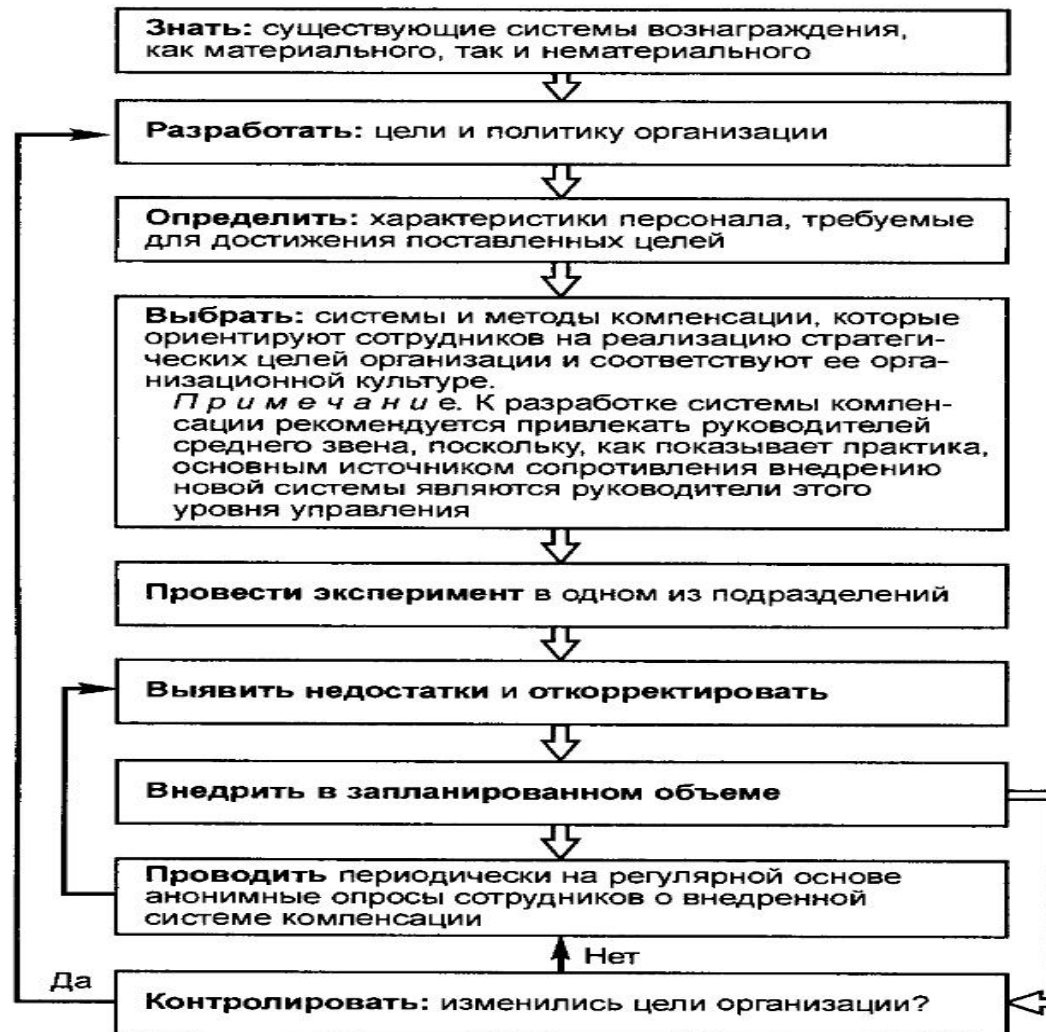 Знать: существующие системы вознаграждения,
как материального, так и нематериального
Разработать: цели и политику организации
Определить: характеристики персонала, требуемые
для достижения поставленных целей
Выбрать: системы и методы компенсации, которые
ориентируют сотрудников на реализацию стратеги-
ческих целей организации и соответствуют ее орга-
низационной культуре.
Примечание. К разработке системы компен-
сации рекомендуется привлекать руководителей
среднего звена, поскольку, как показывает практика,
основным источником сопротивления внедрению
новой системы являются руководители этого
уровня управления
Провести эксперимент в одном из подразделений
Выявить недостатки и откорректировать
Внедрить в запланированном объеме
Проводить периодически на регулярной основе
анонимные опросы сотрудников о внедренной
системе компенсации
Нет
Да
Контролировать: изменились цели организации?